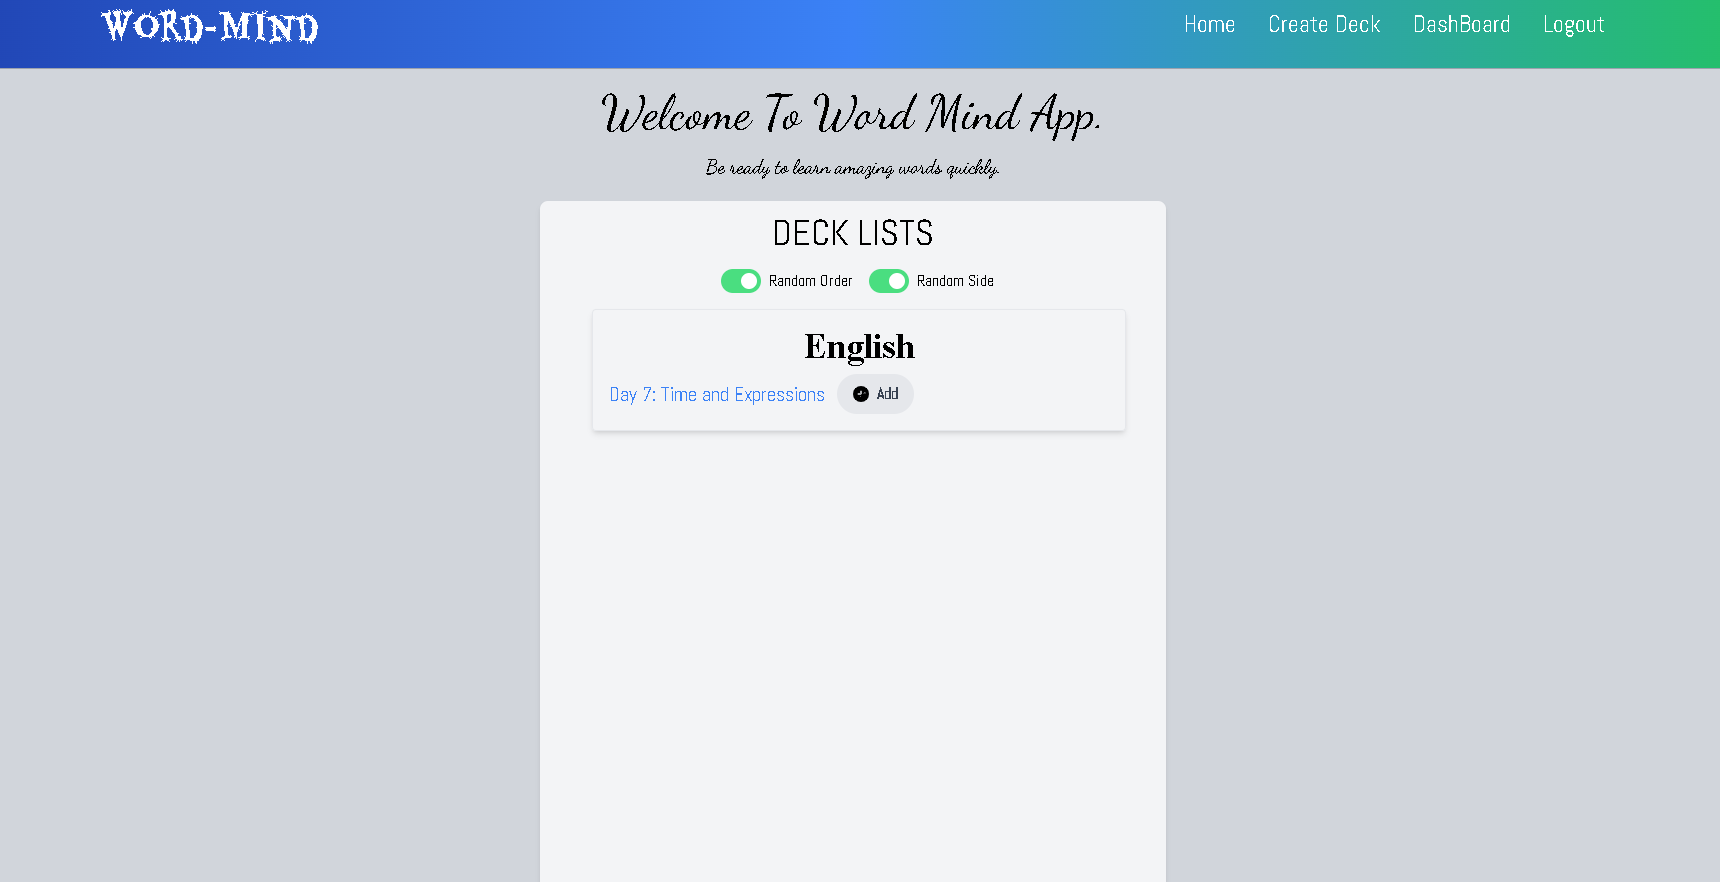 WORD-MIND
Home Create Deck DashBoard Logout
Welcome To Word Mind App.
Be ready to learn amazing words quickly.
DECK LISTS
Random Order Random Side
English
Day 7: Time and Expressions Add